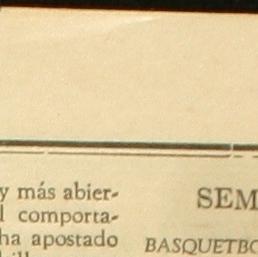 y más abier-
l comporta-
ha apostado
SEM
BASQUETBO